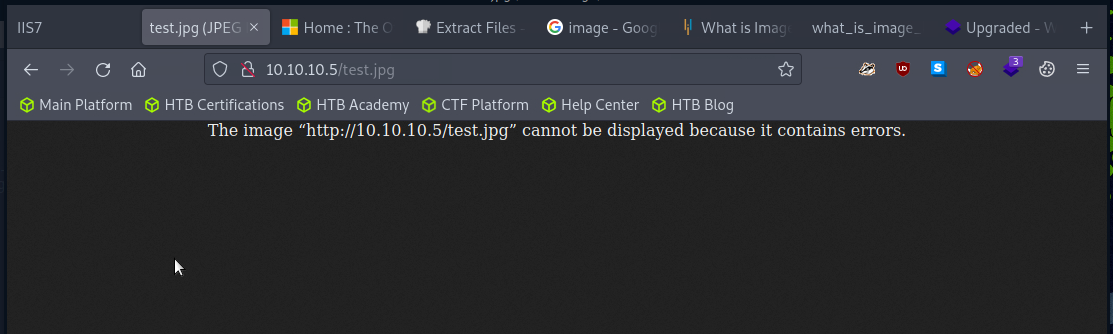 IIS7 test.jpg (JPEG Home : The O Extract Files - image - Goog What is Imag what_is_image_ Upgraded - W
10.10.10.5/test.jpg 3
Main Platform HTB Certifications HTB Academy CTF Platform Help Center HTB Blog
The image “http://10.10.10.5/test.jpg” cannot be displayed because it contains errors.